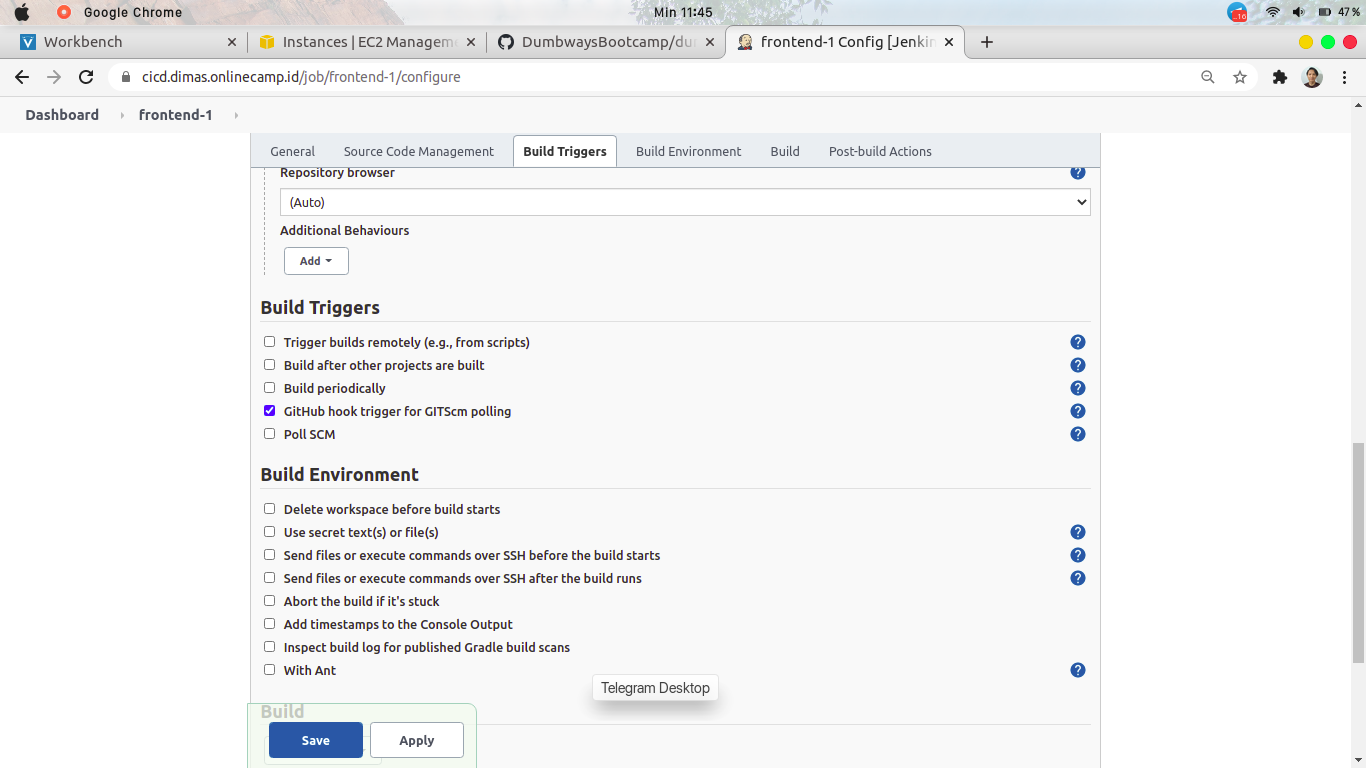 Google Chrome
Min 11:45
16
47 %
Workbench
Instances | EC2 Managem
DumbwaysBootcamp/du
frontend-1 Config [Jenkin
cicd.dimas.onlinecamp.id/job/frontend-1/configure
Dashboard
frontend-1
General
Source Code Management
Build Triggers
Build Environment
Build
Post-build Actions
Repository browser
?
(Auto)
Additional Behaviours
Add
Build Triggers
Trigger builds remotely (e.g., from scripts)
?
Build after other projects are built
?
Build periodically
?
GitHub hook trigger for GITScm polling
?
Poll SCM
?
Build Environment
Delete workspace before build starts
Use secret text(s) or file(s)
?
Send files or execute commands over SSH before the build starts
?
Send files or execute commands over SSH after the build runs
?
Abort the build if it's stuck
Add timestamps to the Console Output
Inspect build log for published Gradle build scans
With Ant
?
Telegram Desktop
Build
Save
Apply